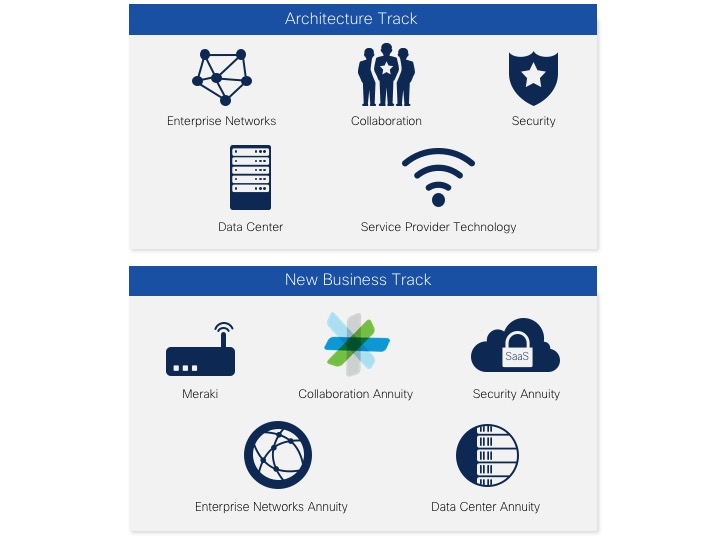 Architecture Track
Enterprise Networks
Collaboration
Security
Data Center
Service Provider Technology
New Business Track
SaaS
Meraki
Collaboration Annuity
Security Annuity
Enterprise Networks Annuity
Data Center Annuity